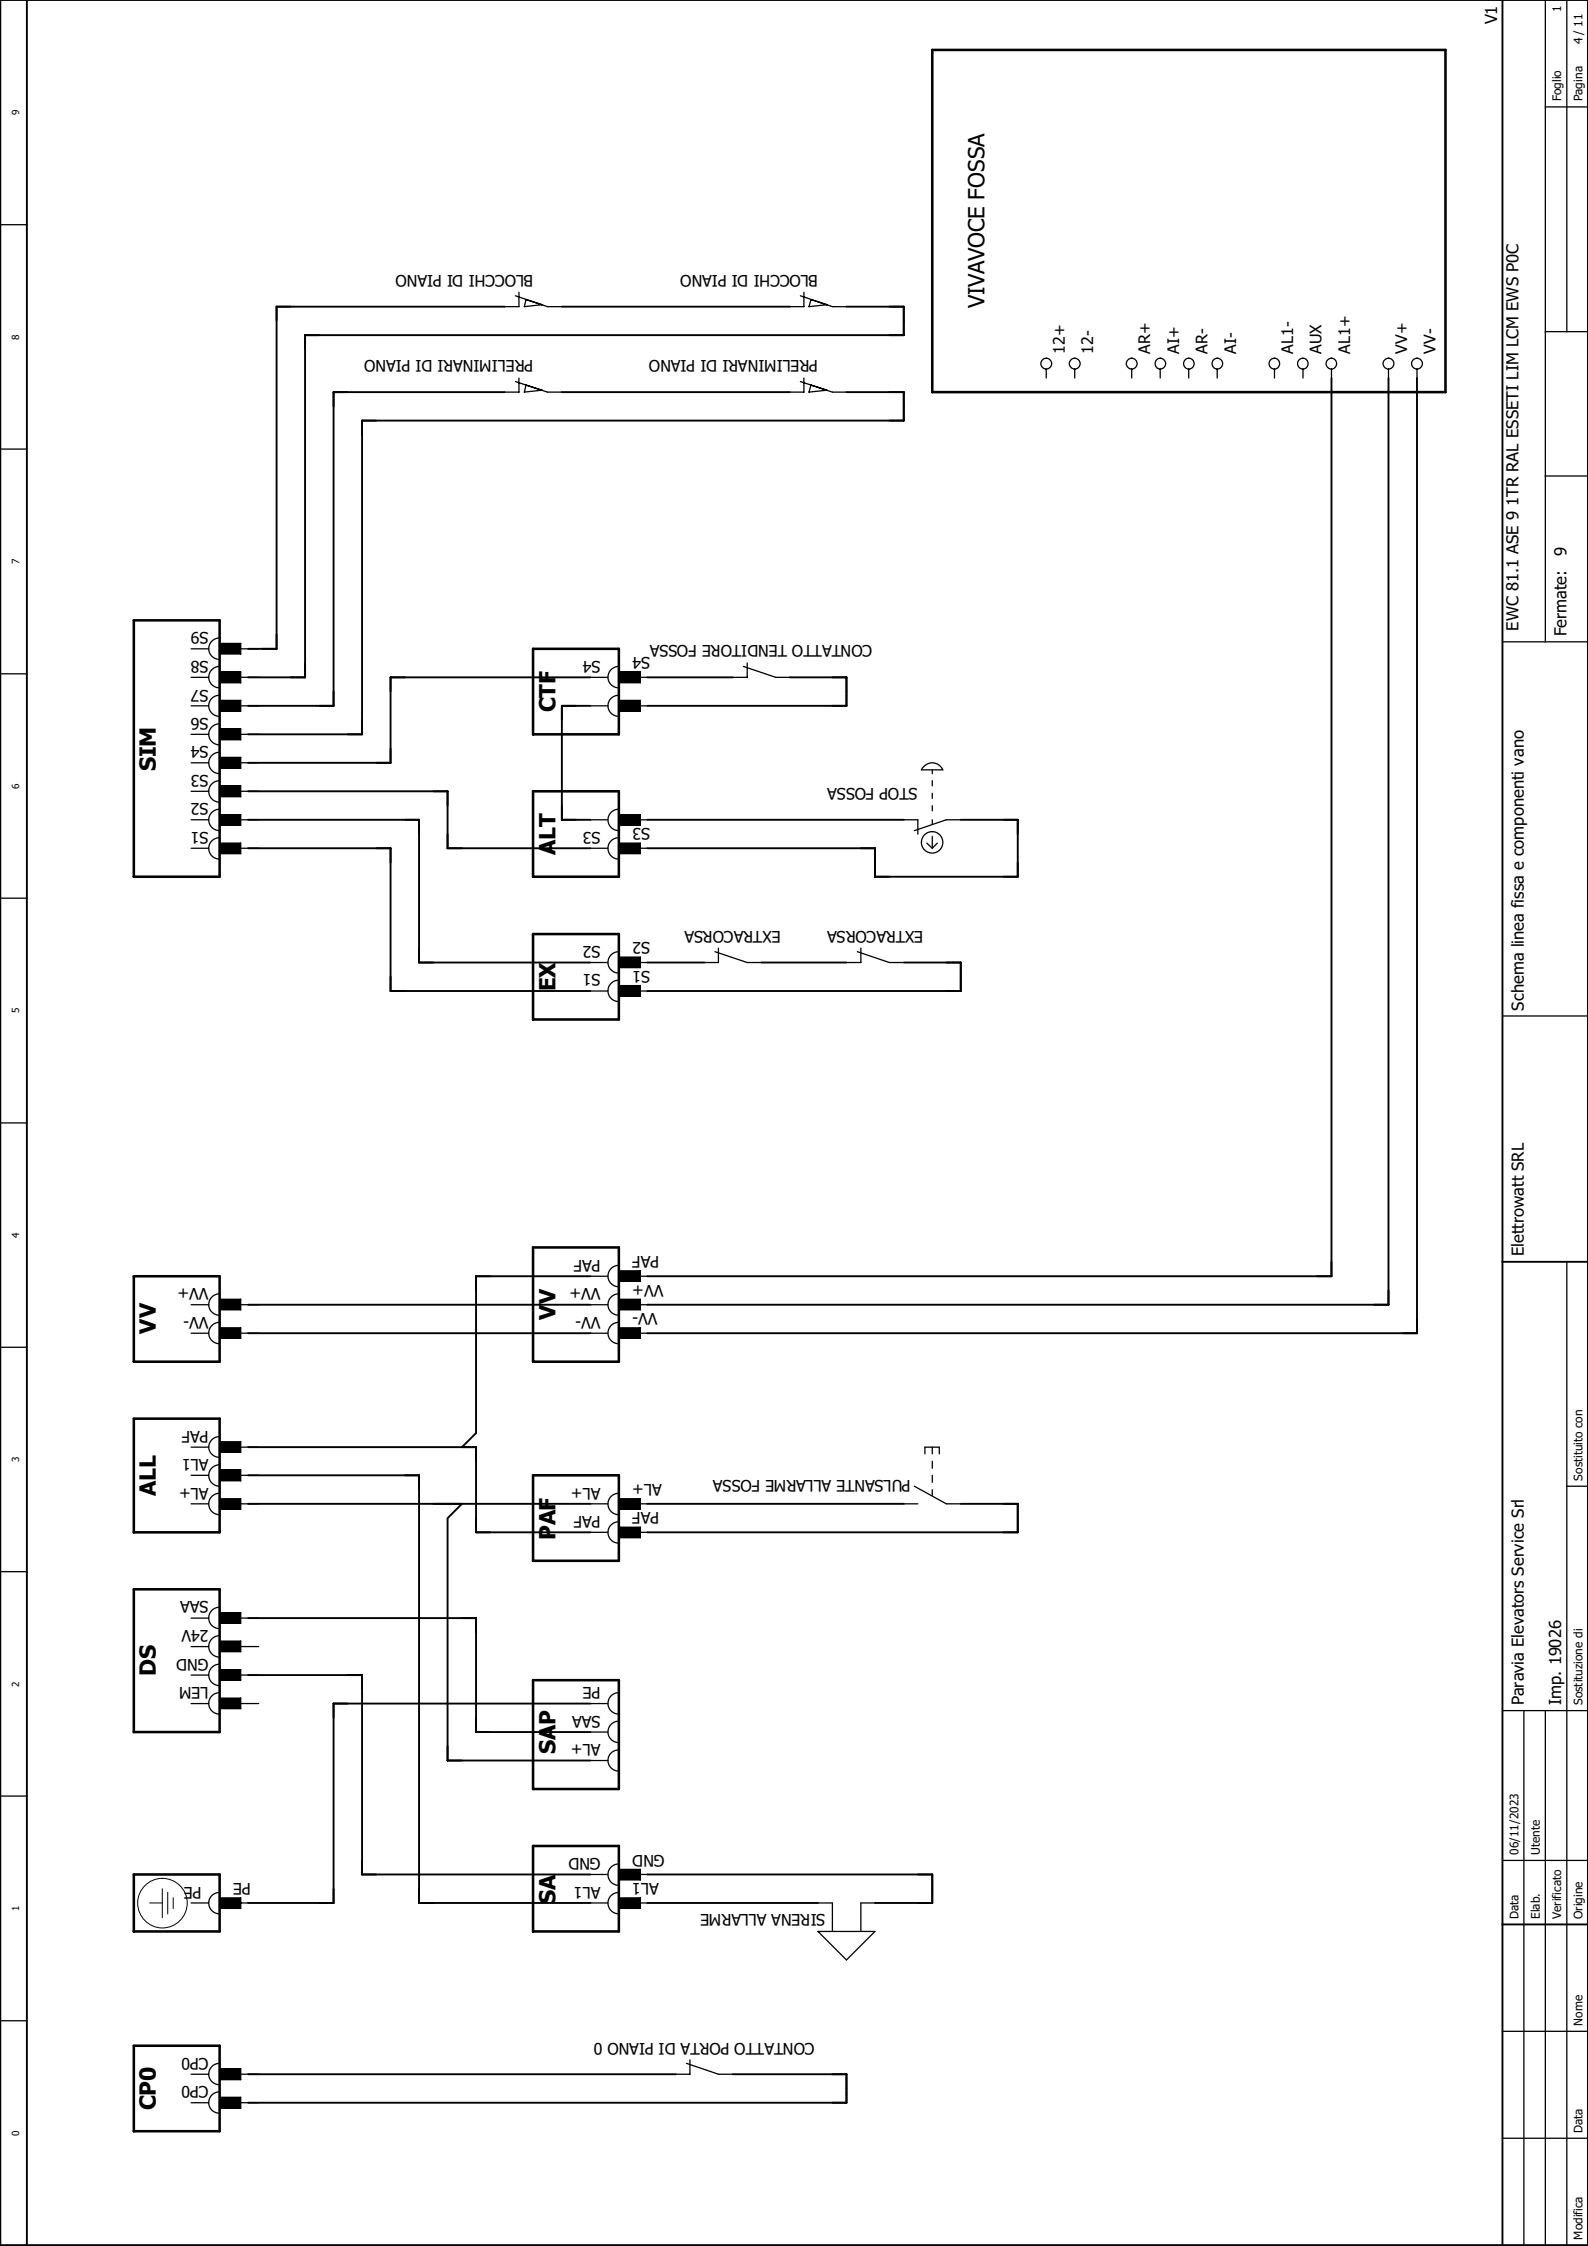 0 1 2 3 4 5 6 7 8 9
CP0
CP0
CP0
PE
PE
DS
LEM
GND
24V
SAA
ALL
AL+
AL1
PAF
VV
VV-
VV+
SIM
S1
S2
S3
S4
S6
S7
S8
S9
SA
AL1
GND
AL1
GND
SAP
AL+
SAA
PE
PAF
PAF
AL+
PAF
AL+
VV
VV-
VV+
PAF
VV-
VV+
PAF
EX
S1
S2
S1
S2
ALT
S3
S3
CTF
S4
S4
CONTATTO PORTA DI PIANO 0
SIRENA ALLARME
PULSANTE ALLARME FOSSA
EXTRACORSA
EXTRACORSA
STOP FOSSA
CONTATTO TENDITORE FOSSA
PRELIMINARI DI PIANO
PRELIMINARI DI PIANO
BLOCCHI DI PIANO
BLOCCHI DI PIANO
VIVAVOCE FOSSA
12+
12-
AR+
AI+
AR-
AI-
AL1-
AUX
AL1+
VV+
VV-
V1
Modifica
Data
Nome
Data 06/11/2023
Elab. Utente
Verificato
Origine
Paravia Elevators Service Srl
Imp. 19026
Sostituzione di
Sostituito con
Elettrowatt SRL
Schema linea fissa e componenti vano
EWC 81.1 ASE 9 1TR RAL ESSETI LIM LCM EWS P0C
Fermate: 9
Foglio 1
Pagina 4 / 11